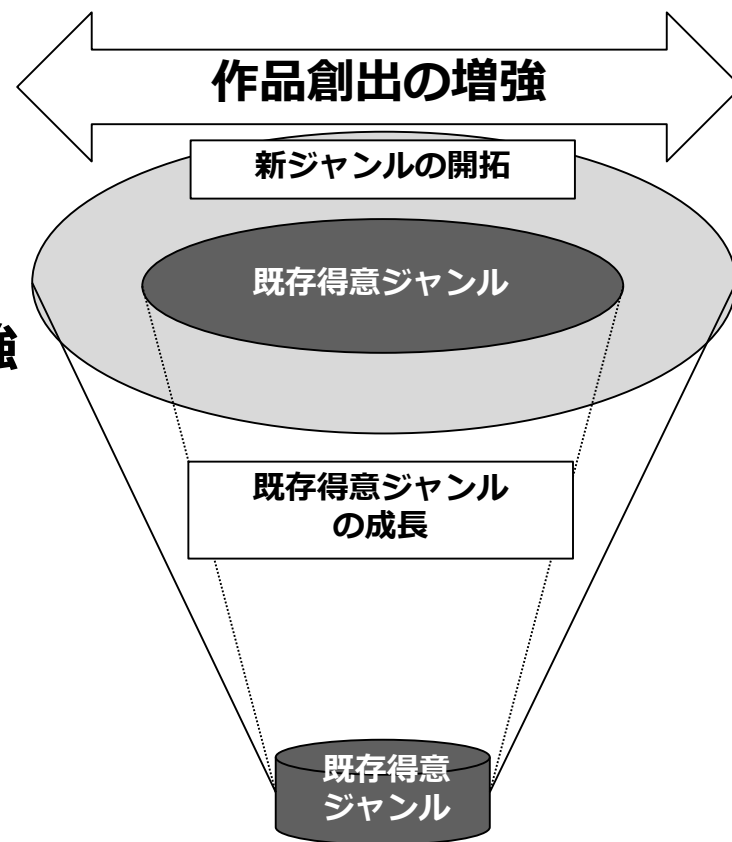 作品創出の増強
新ジャンルの開拓
既存得意ジャンル
強
既存得意ジャンル
の成長
既存得意
ジャンル